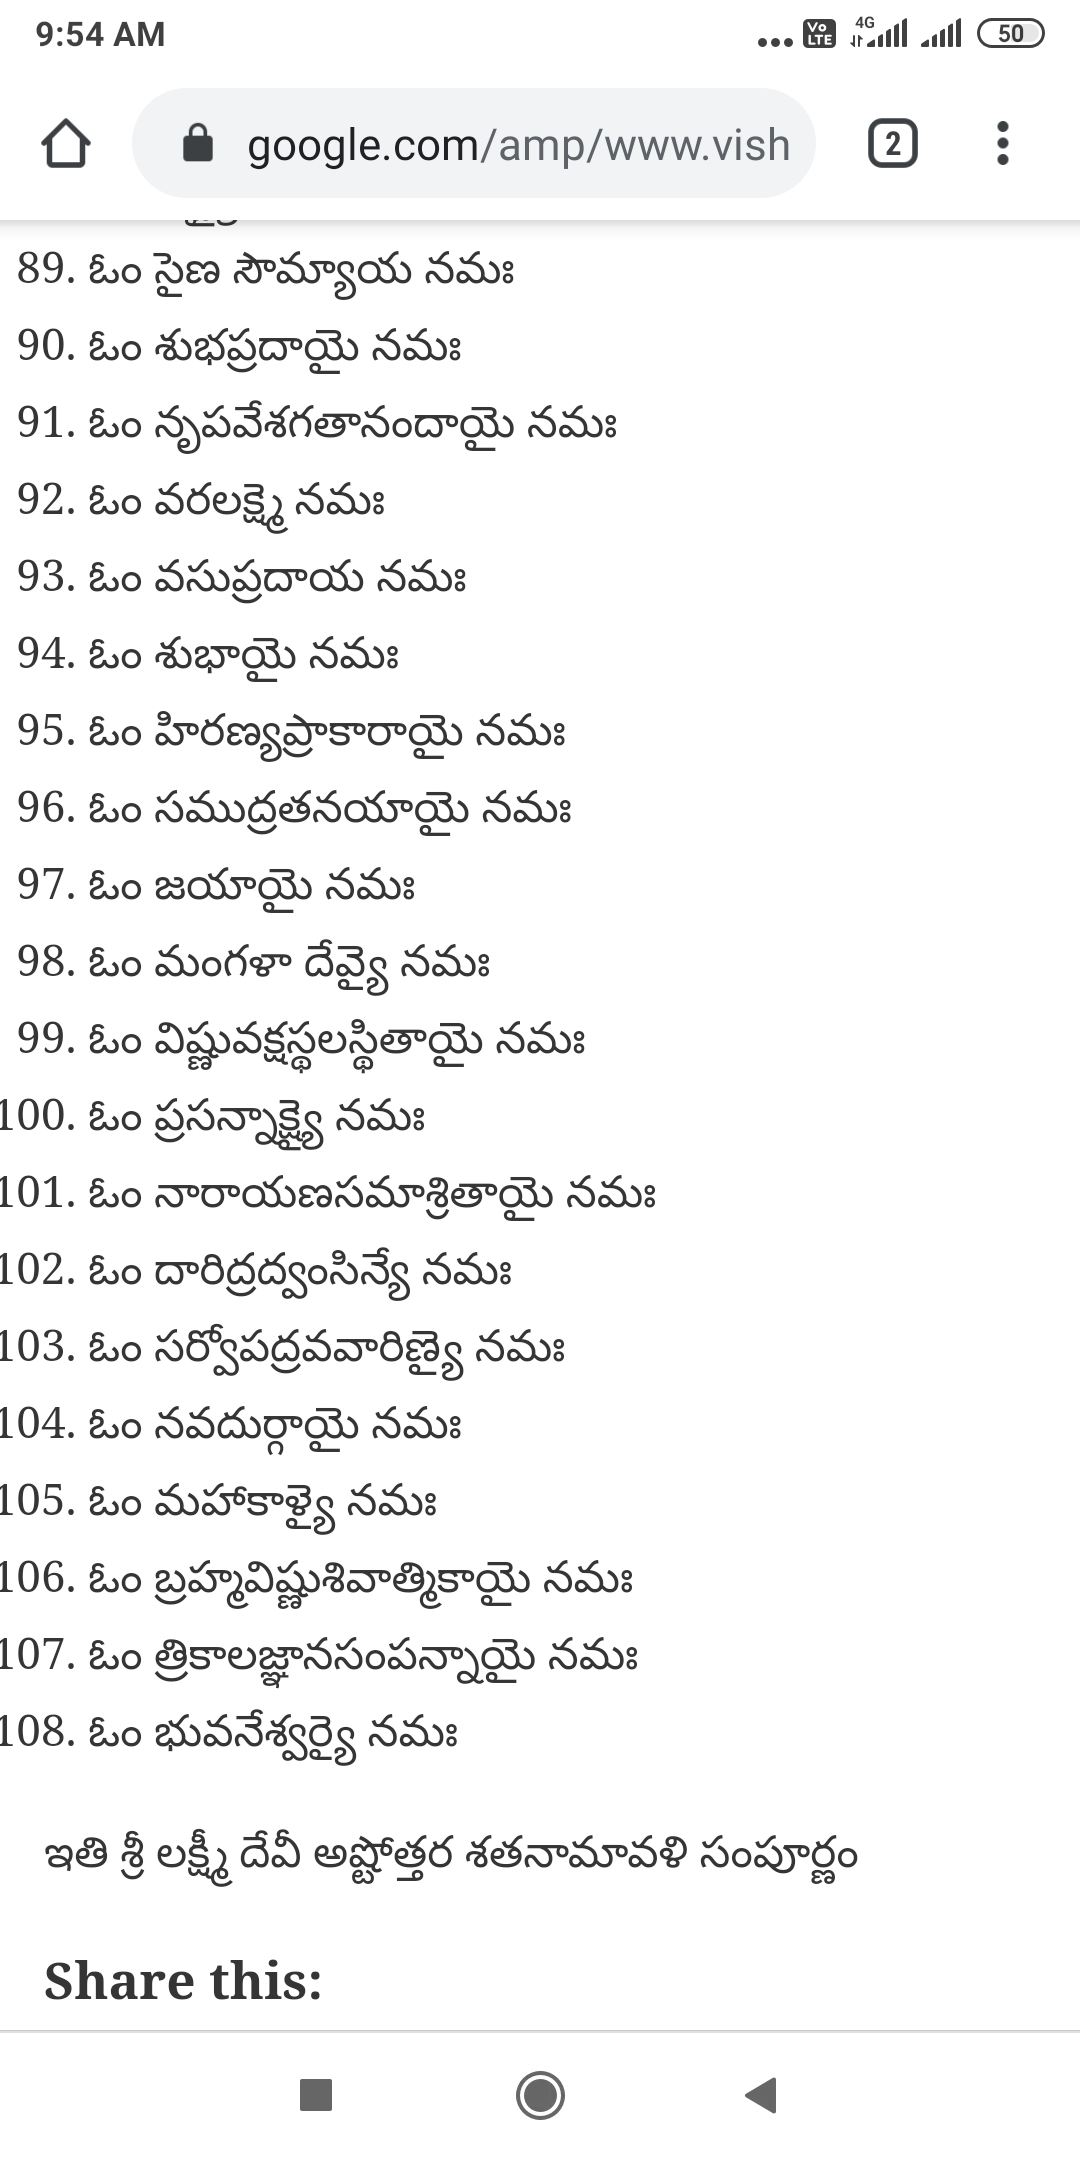 9:54 AM
Vo LTE 4G 50
google.com/amp/www.vish
2
89. ఓం సైణ సౌమ్యాయ నమః
90. ఓం శుభప్రదాయై నమః
91. ఓం నృపవేశగతానందాయై నమః
92. ఓం వరలక్ష్మై నమః
93. ఓం వసుప్రదాయ నమః
94. ఓం శుభాయై నమః
95. ఓం హిరణ్యప్రాకారాయై నమః
96. ఓం సముద్రతనయాయై నమః
97. ఓం జయాయై నమః
98. ఓం మంగళా దేవ్యై నమః
99. ఓం విష్ణువక్షస్థలస్థితాయై నమః
100. ఓం ప్రసన్నాక్ష్యై నమః
101. ఓం నారాయణసమాశ్రితాయై నమః
102. ఓం దారిద్రద్వంసిన్యే నమః
103. ఓం సర్వోపద్రవవారిణ్యై నమః
104. ఓం నవదుర్గాయై నమః
105. ఓం మహాకాళ్యై నమః
106. ఓం బ్రహ్మవిష్ణుశివాత్మికాయై నమః
107. ఓం త్రికాలజ్ఞానసంపన్నాయై నమః
108. ఓం భువనేశ్వర్యై నమః
ఇతి శ్రీ లక్ష్మీ దేవీ అష్టోత్తర శతనామావళి సంపూర్ణం
Share this: